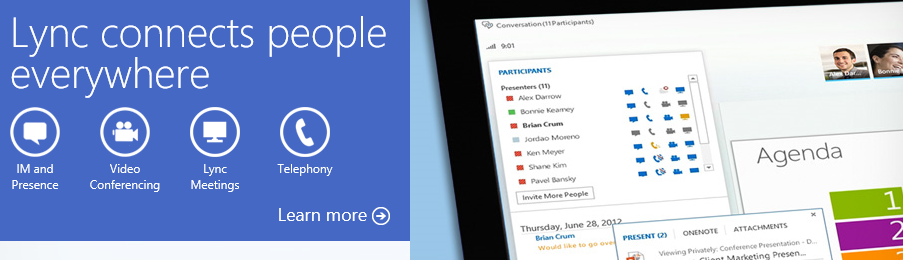 Lync connects people
everywhere
IM and
Presence
Video
Conferencing
Lync
Meetings
Telephony
Learn more
Conversation (11 Participants)
9:01
PARTICIPANTS
Presenters (11)
Alex Darrow
Bonnie Kearney
Brian Crum
Jordao Moreno
Ken Meyer
Shane Kim
Pavel Bansky
Invite More People
Thursday, June 28, 2012
Brian Crum
Would like to go over
Alex Dar...
Bonnie
Agenda
1
2
PRESENT (2) ONENOTE ATTACHMENTS
Viewing Privately: Conference Presentation - D...
Client Marketing Presen...